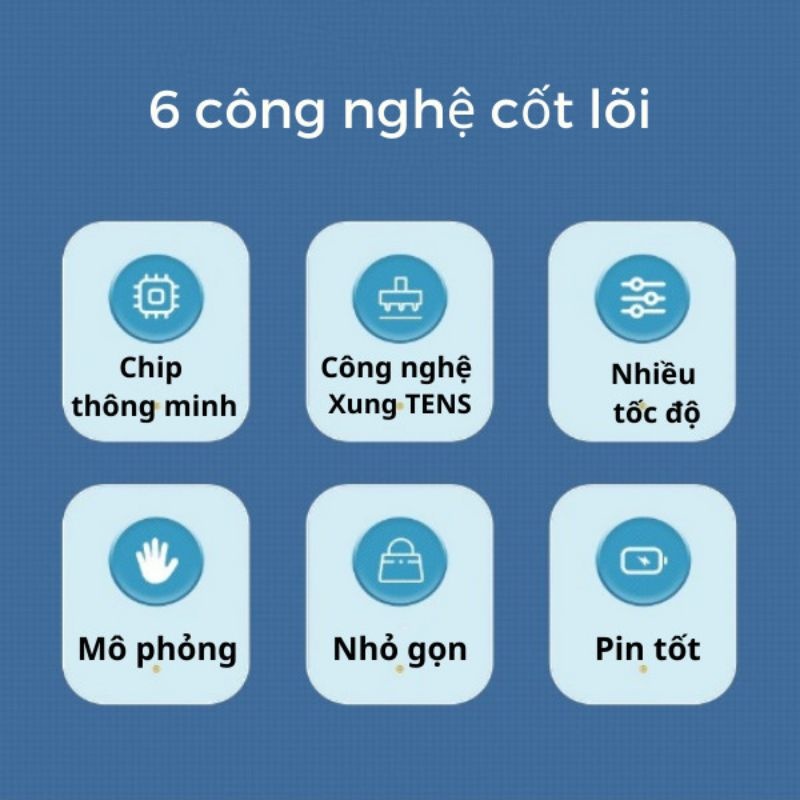 6 công nghệ cốt lõi
Chip
thông minh
Công nghệ
Xung TENS
Nhiều
tốc độ
Mô phỏng
Nhỏ gọn
Pin tốt